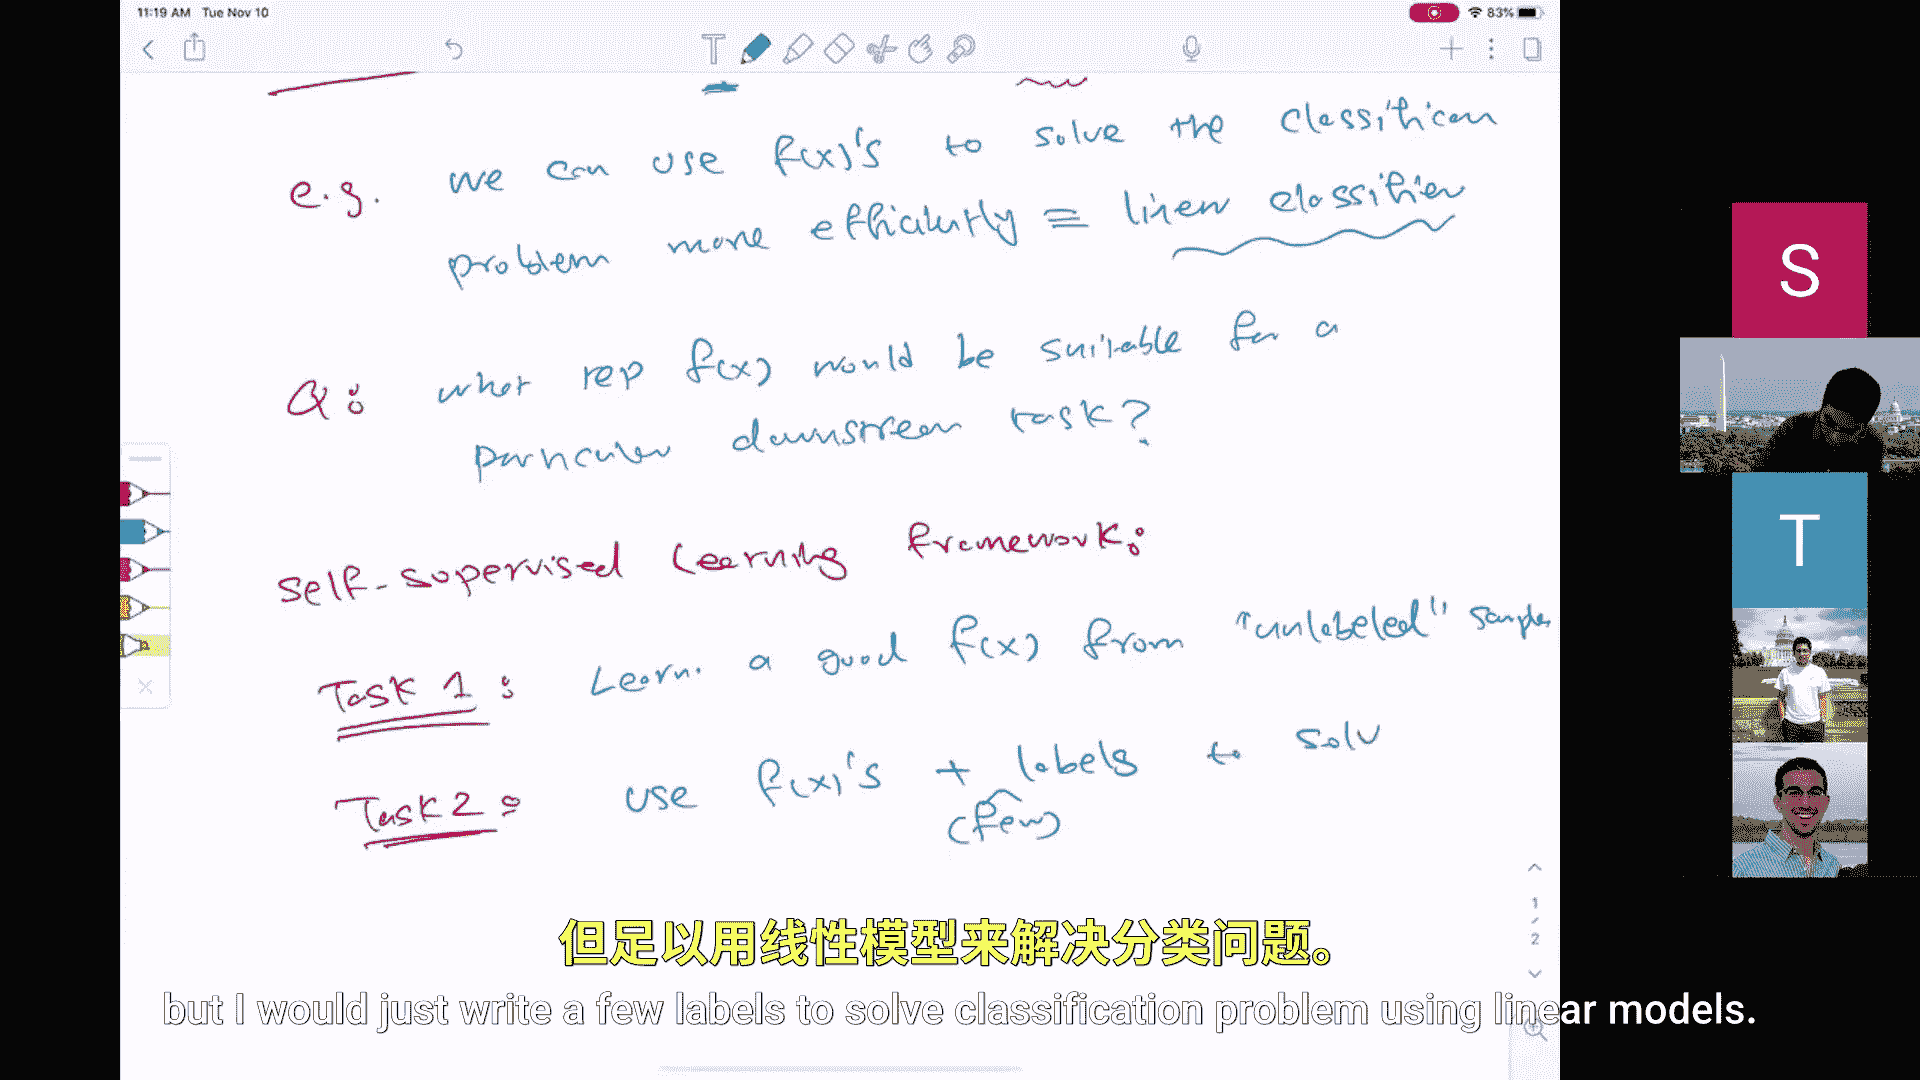 11:19 AM Tue Nov 10
83%
T
e.g. we can use f(x)'s to solve the
problem more efficiently = linear classifier
Q: what rep f(x) would be suitable for a
particular downstream task?
self-supervised learning framework:
Task 1: Learn a good f(x) from "unlabeled" samples
Task 2: use f(x)'s + labels to solv
(few)
S
T
1
2
但足以用线性模型来解决分类问题。
but I would just write a few labels to solve classification problem using linear models.